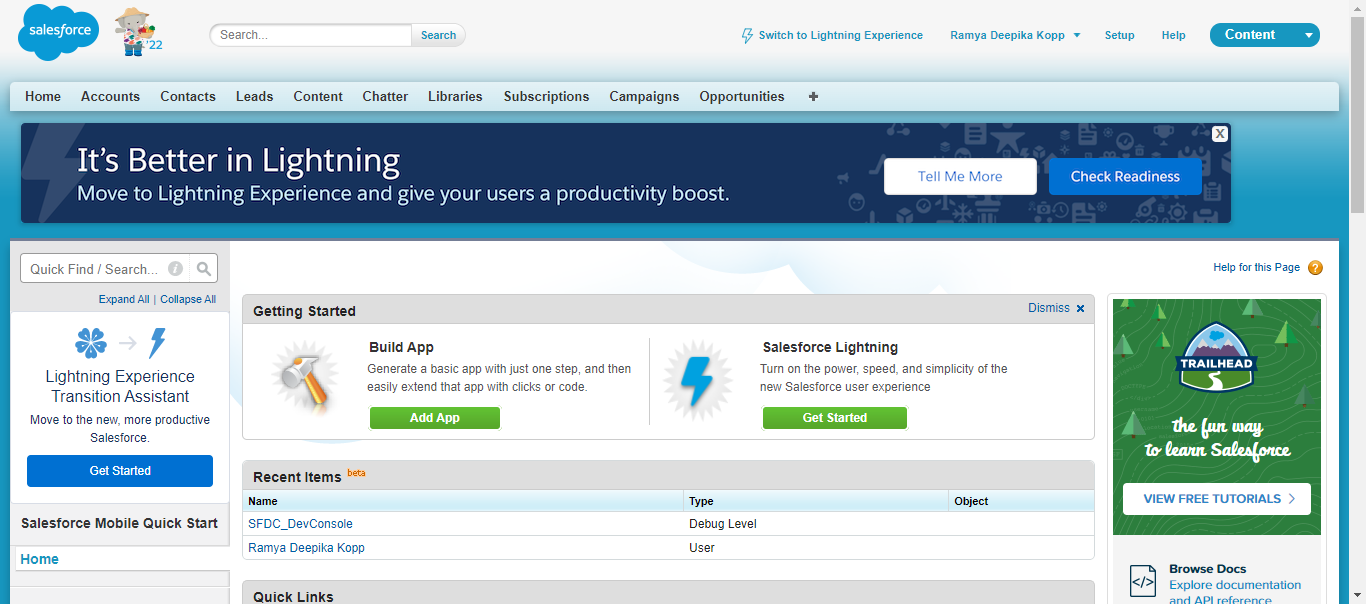 salesforce
'22
Search...
Search
Switch to Lightning Experience
Ramya Deepika Kopp
Setup
Help
Content
Home Accounts Contacts Leads Content Chatter Libraries Subscriptions Campaigns Opportunities +
It's Better in Lightning
Move to Lightning Experience and give your users a productivity boost.
Tell Me More
Check Readiness
X
Quick Find / Search...
Expand All | Collapse All
Lightning Experience
Transition Assistant
Move to the new, more productive
Salesforce.
Get Started
Salesforce Mobile Quick Start
Home
Help for this Page
Getting Started
Dismiss
Build App
Generate a basic app with just one step, and then
easily extend that app with clicks or code.
Add App
Salesforce Lightning
Turn on the power, speed, and simplicity of the
new Salesforce user experience
Get Started
Recent Items beta
Name Type Object
SFDC_DevConsole Debug Level
Ramya Deepika Kopp User
Quick Links
TRAILHEAD
the fun way
to learn Salesforce
VIEW FREE TUTORIALS
Browse Docs
Explore documentation
and API reference